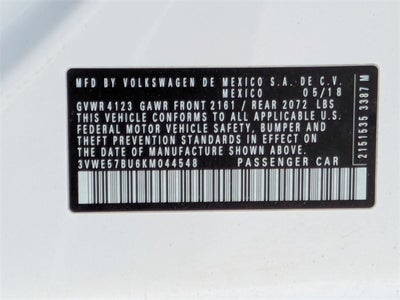 MFD BY VOLKSWAGEN DE MEXICO S.A. DE C.V.
MEXICO 05/18
GVWR 4123 GAWR FRONT 2161 / REAR 2072 LBS
THIS VEHICLE CONFORMS TO ALL APPLICABLE U.S.
FEDERAL MOTOR VEHICLE SAFETY, BUMPER AND
THEFT PREVENTION STANDARDS IN EFFECT ON
THE DATE OF MANUFACTURE SHOWN ABOVE
3VWE57BU6KM044548 PASSENGER CAR
2151535 3387 M